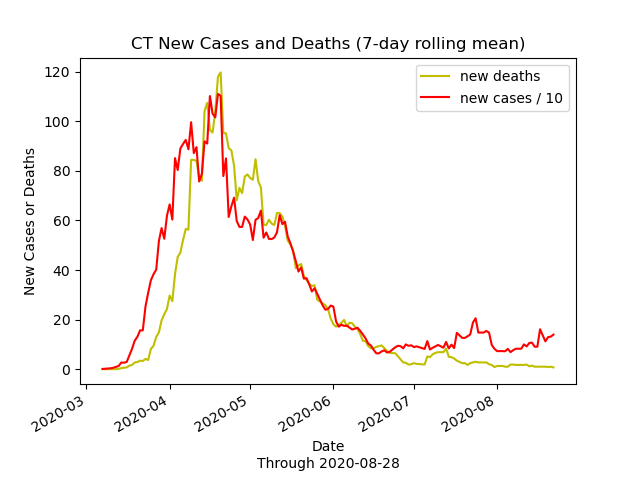 CT New Cases and Deaths (7-day rolling mean)
new deaths
new cases / 10
New Cases or Deaths
120
100
80
60
40
20
0
2020-03
2020-04
2020-05
2020-06
2020-07
2020-08
Date
Through 2020-08-28